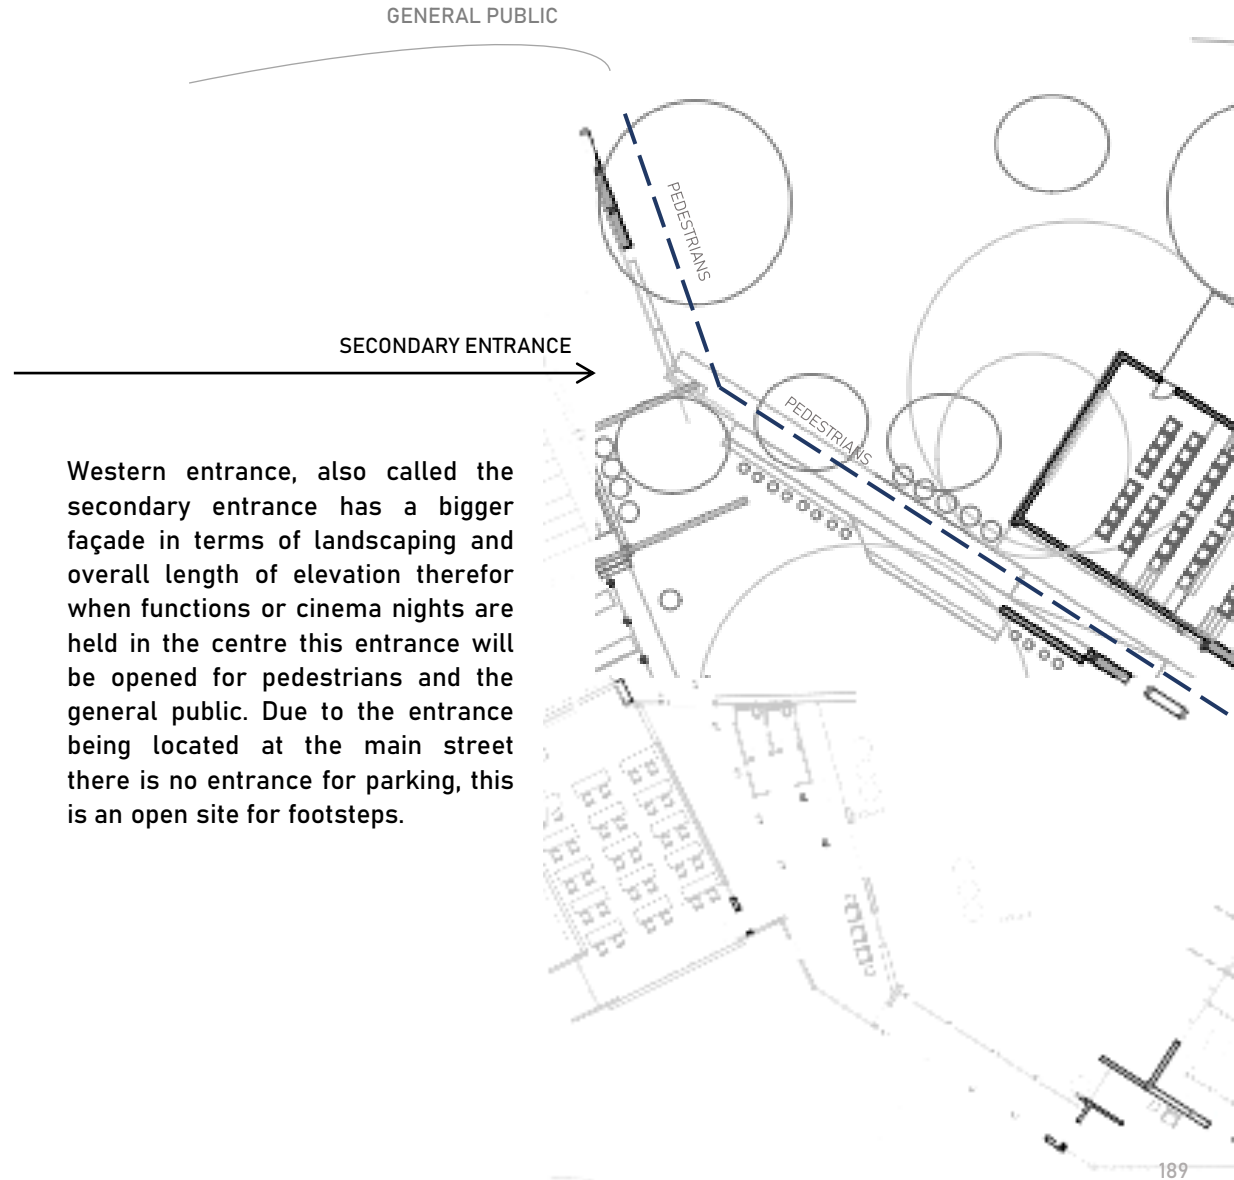 GENERAL PUBLIC
PEDESTRIANS
SECONDARY ENTRANCE
PEDESTRIANS
Western entrance, also called the
secondary entrance has a bigger
façade in terms of landscaping and
overall length of elevation therefor
when functions or cinema nights are
held in the centre this entrance will
be opened for pedestrians and the
general public. Due to the entrance
being located at the main street
there is no entrance for parking, this
is an open site for footsteps.
189